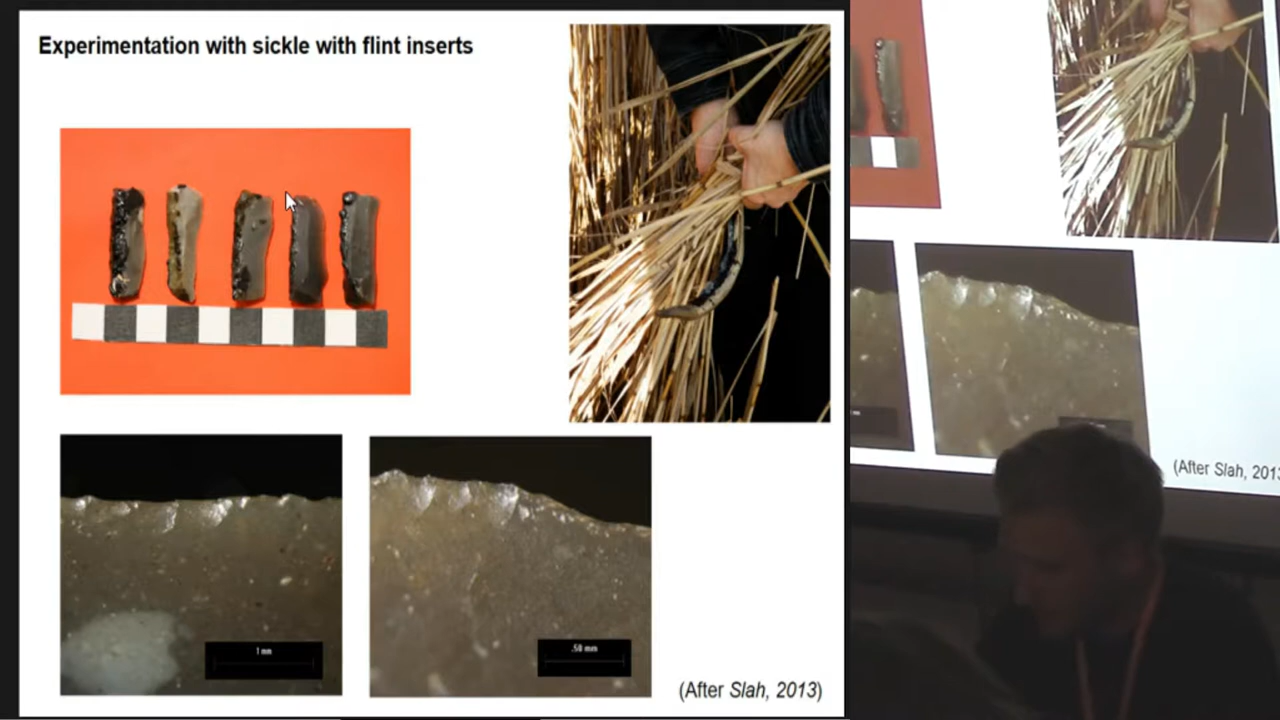 Experimentation with sickle with flint inserts
1 mm
.50 mm
(After Slah, 2013)
(After Slah, 2013